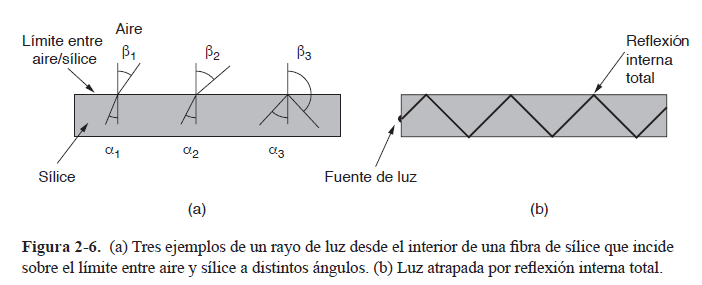 Aire
Límite entre
aire/sílice
β1
β2
β3
Sílice
α1
α2
α3
(a)
Reflexión
interna
total
Fuente de luz
(b)
Figura 2-6. (a) Tres ejemplos de un rayo de luz desde el interior de una fibra de sílice que incide
sobre el límite entre aire y sílice a distintos ángulos. (b) Luz atrapada por reflexión interna total.